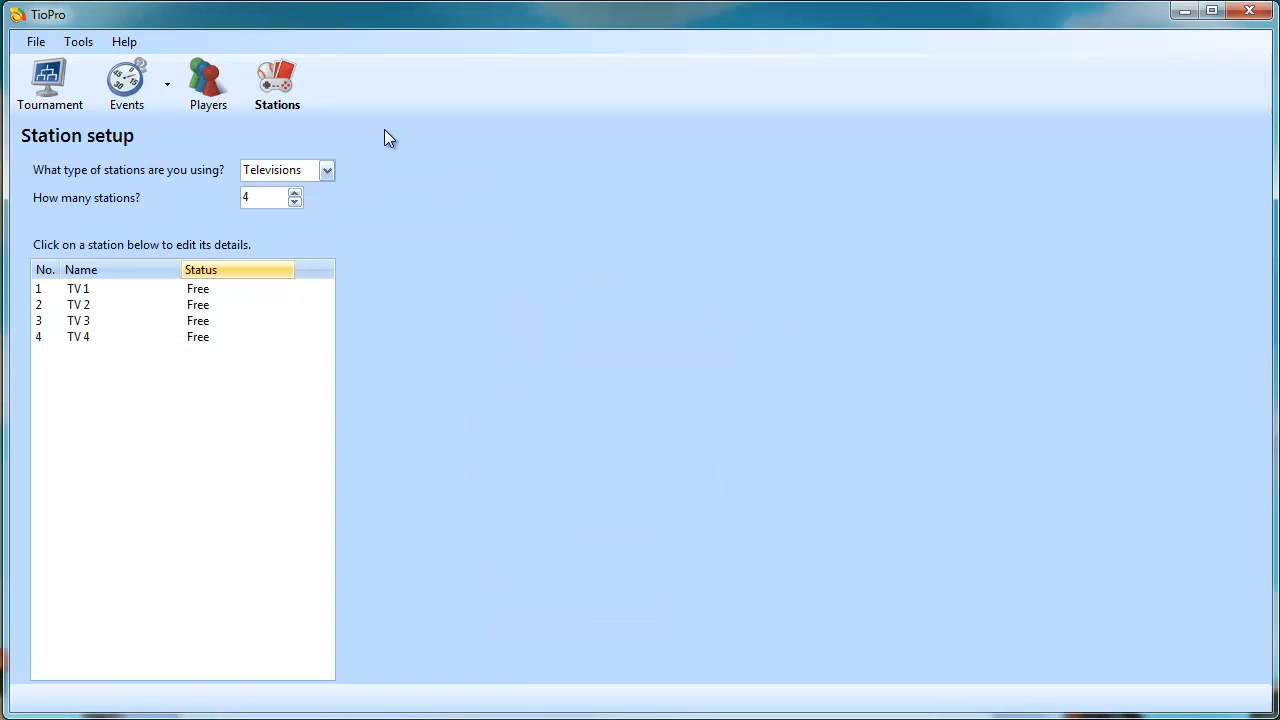 TioPro
File Tools Help
Tournament Events Players Stations
Station setup
What type of stations are you using? Televisions
How many stations? 4
Click on a station below to edit its details.
No. Name Status
1 TV 1 Free
2 TV 2 Free
3 TV 3 Free
4 TV 4 Free